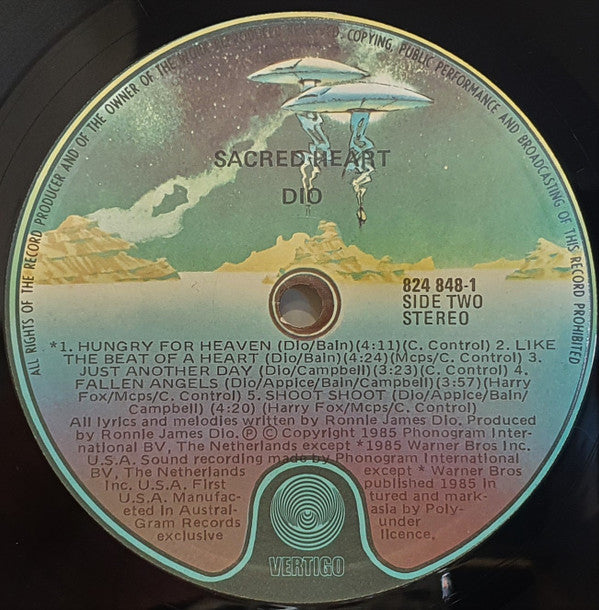 ALL RIGHTS OF THE RECORD PRODUCER AND OF THE OWNER OF THE WORK REPRODUCED RESERVED. COPYING, PUBLIC PERFORMANCE AND BROADCASTING OF THIS RECORD PROHIBITED
SACRED HEART
DIO
824 848-1
SIDE TWO
STEREO
*1. HUNGRY FOR HEAVEN (Dio/Bain)(4:11)(C. Control) 2. LIKE
THE BEAT OF A HEART (Dio/Bain)(4:24)(Mcps/C. Control) 3.
JUST ANOTHER DAY (Dio/Campbell)(3:23)(C. Control) 4.
FALLEN ANGELS (Dio/Appice/Bain/Campbell)(3:57)(Harry
Fox/Mcps/C. Control) 5. SHOOT SHOOT (Dio/Appice/Bain/
Campbell) (4:20) (Harry Fox/Mcps/C. Control)
All lyrics and melodies written by Ronnie James Dio. Produced
by Ronnie James Dio. Ⓟ © Copyright 1985 Phonogram Inter-
national BV, The Netherlands except *1985 Warner Bros Inc.
U.S.A. Sound recording made by Phonogram International
BV, The Netherlands except * Warner Bros
Inc. U.S.A. First published 1985 in
U.S.A. Manufac- tured and mark-
eted in Austral- asia by Poly-
Gram Records under
exclusive licence.
VERTIGO